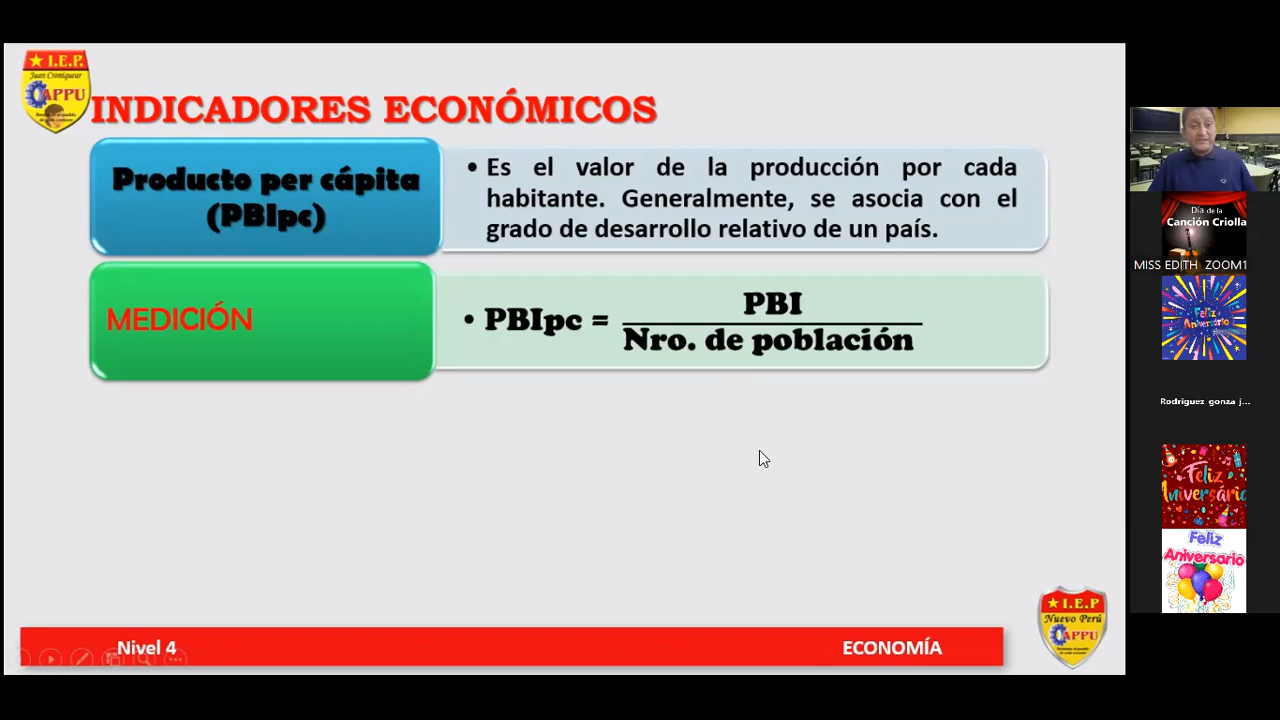 ★ I.E.P.
Juan Croniqueur
APPU
INDICADORES ECONÓMICOS
Producto per cápita
(PBIpc)
• Es el valor de la producción por cada
habitante. Generalmente, se asocia con el
grado de desarrollo relativo de un país.
MEDICIÓN
• PBIpc =
PBI
Nro. de población
Nivel 4
ECONOMÍA
★ I.E.P
Nuevo Perú
APPU
Día de la
Canción Criolla
MISS EDITH ZOOM1
Feliz
Aniversario
Rodriguez gonza j...
Feliz
Aniversario
Feliz
Aniversario